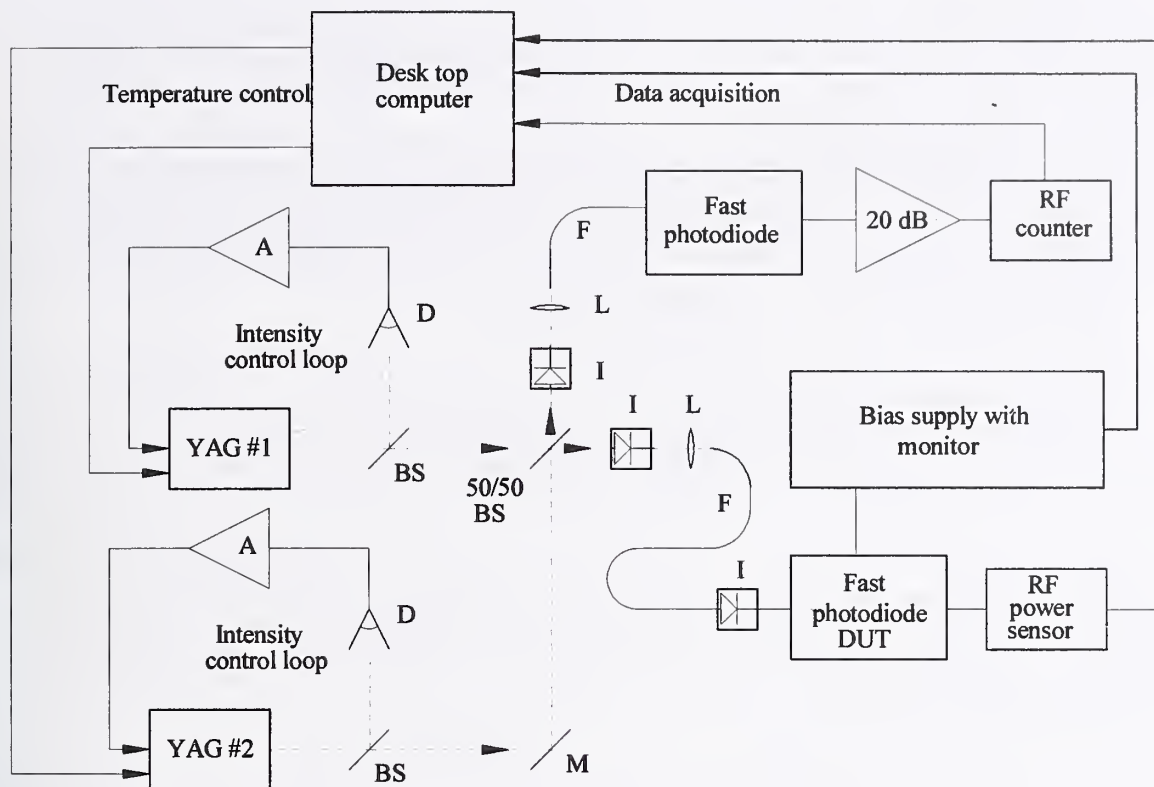 Desk top
computer
Temperature control
Data acquisition
Fast
photodiode
20 dB
RF
counter
F
A
D
L
Intensity
control loop
I
I
L
Bias supply with
monitor
YAG #1
BS
50/50
BS
F
A
D
I
Fast
photodiode
DUT
RF
power
sensor
Intensity
control loop
YAG #2
BS
M